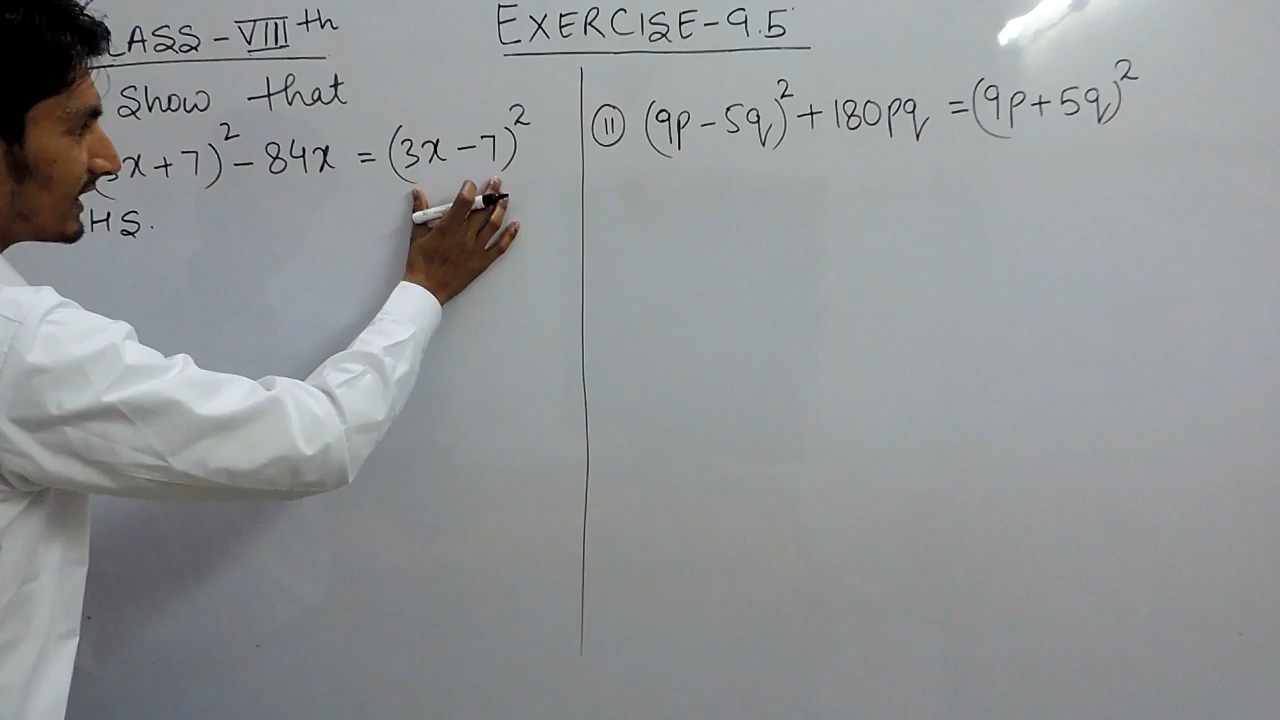 LASS - VIII th
EXERCISE - 9.5
Show that
x + 7)² - 84x = (3x - 7)²
HS.
(ii) (9p - 5q)² + 180pq = (9p + 5q)²